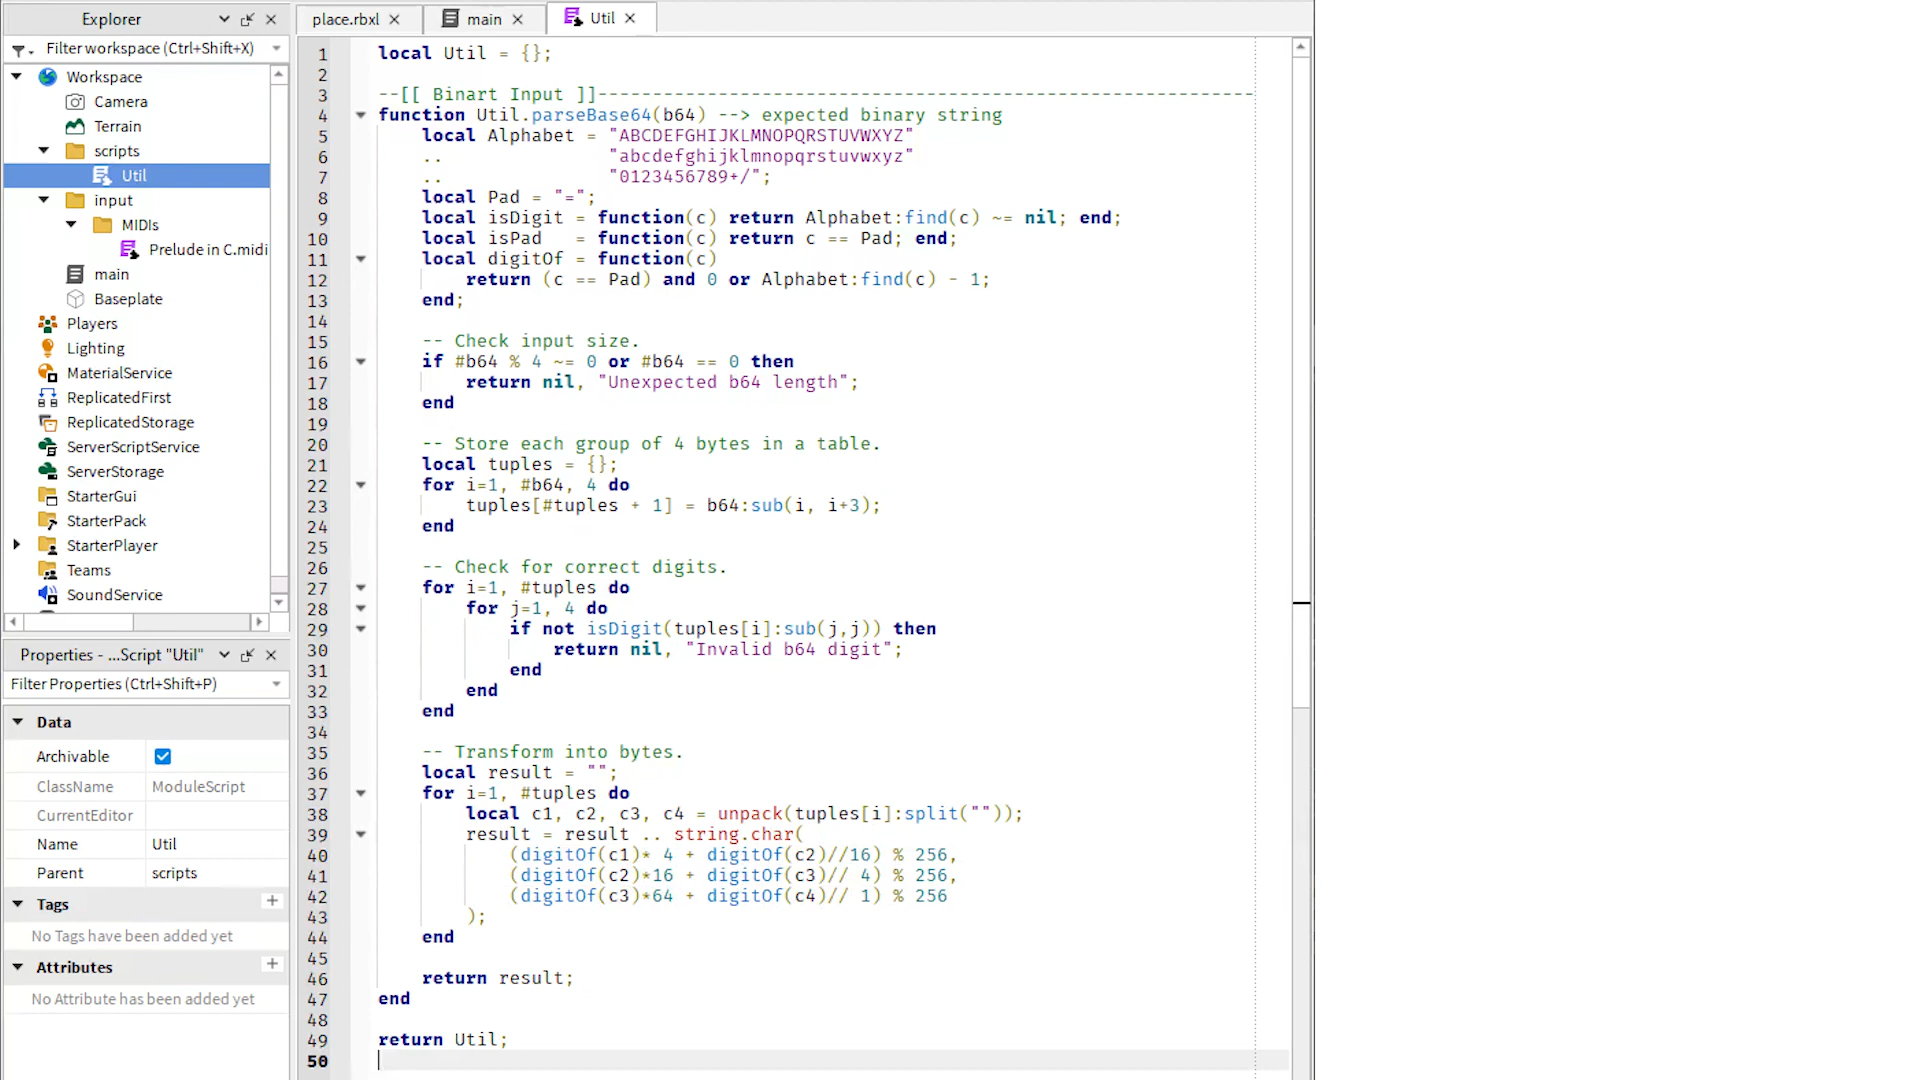 Explorer
Filter workspace (Ctrl+Shift+X)
Workspace
Camera
Terrain
scripts
Util
input
MIDIs
Prelude in C.midi
main
Baseplate
Players
Lighting
MaterialService
ReplicatedFirst
ReplicatedStorage
ServerScriptService
ServerStorage
StarterGui
StarterPack
StarterPlayer
Teams
SoundService
Properties - ...Script "Util"
Filter Properties (Ctrl+Shift+P)
Data
Archivable
ClassName ModuleScript
CurrentEditor
Name Util
Parent scripts
Tags
No Tags have been added yet
Attributes
No Attribute has been added yet
place.rbxl main Util
1 local Util = {};
2
3 --[[ Binart Input ]]------------------------------------------------------------
4 function Util.parseBase64(b64) --> expected binary string
5 local Alphabet = "ABCDEFGHIJKLMNOPQRSTUVWXYZ"
6 .. "abcdefghijklmnopqrstuvwxyz"
7 .. "0123456789+/";
8 local Pad = "=";
9 local isDigit = function(c) return Alphabet:find(c) ~= nil; end;
10 local isPad = function(c) return c == Pad; end;
11 local digitOf = function(c)
12 return (c == Pad) and 0 or Alphabet:find(c) - 1;
13 end;
14
15 -- Check input size.
16 if #b64 % 4 ~= 0 or #b64 == 0 then
17 return nil, "Unexpected b64 length";
18 end
19
20 -- Store each group of 4 bytes in a table.
21 local tuples = {};
22 for i=1, #b64, 4 do
23 tuples[#tuples + 1] = b64:sub(i, i+3);
24 end
25
26 -- Check for correct digits.
27 for i=1, #tuples do
28 for j=1, 4 do
29 if not isDigit(tuples[i]:sub(j,j)) then
30 return nil, "Invalid b64 digit";
31 end
32 end
33 end
34
35 -- Transform into bytes.
36 local result = "";
37 for i=1, #tuples do
38 local c1, c2, c3, c4 = unpack(tuples[i]:split(""));
39 result = result .. string.char(
40 (digitOf(c1)* 4 + digitOf(c2)//16) % 256,
41 (digitOf(c2)*16 + digitOf(c3)// 4) % 256,
42 (digitOf(c3)*64 + digitOf(c4)// 1) % 256
43 );
44 end
45
46 return result;
47 end
48
49 return Util;
50